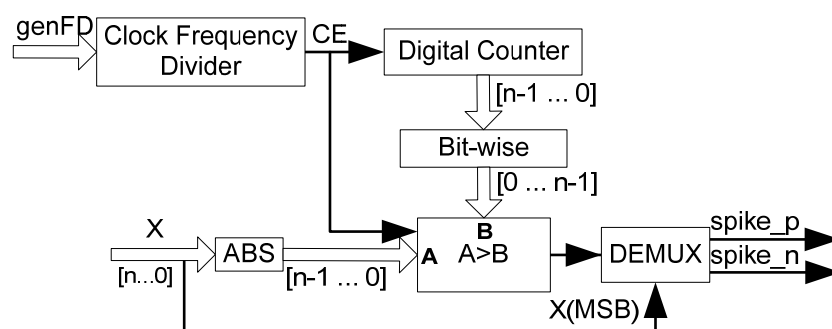 genFD
Clock Frequency
Divider
CE
Digital Counter
[n-1 ... 0]
Bit-wise
[0 ... n-1]
X
[n...0]
ABS
[n-1 ... 0]
B
A
A>B
DEMUX
spike_p
spike_n
X(MSB)